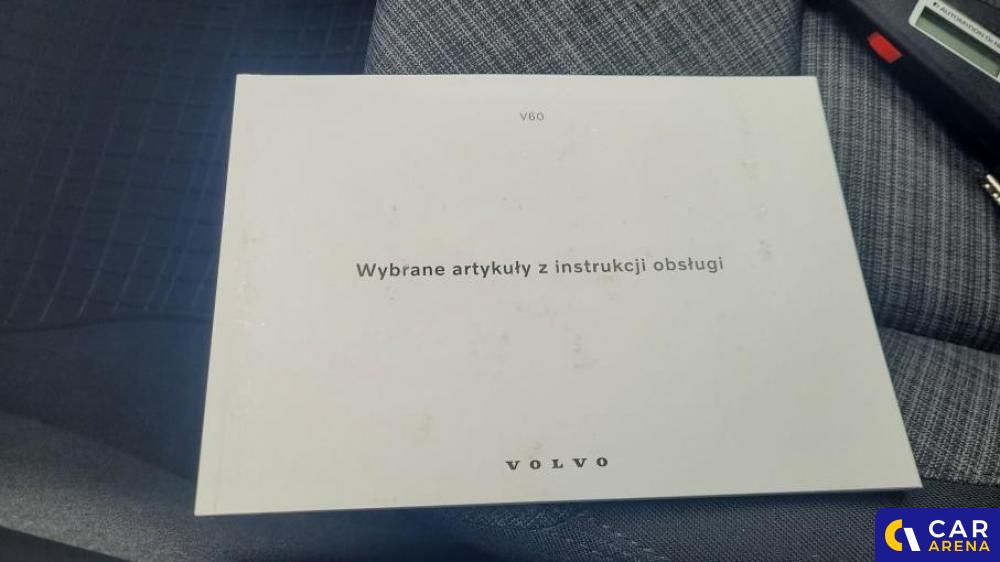 V60
Wybrane artykuły z instrukcji obsługi
VOLVO
CAR
ARENA